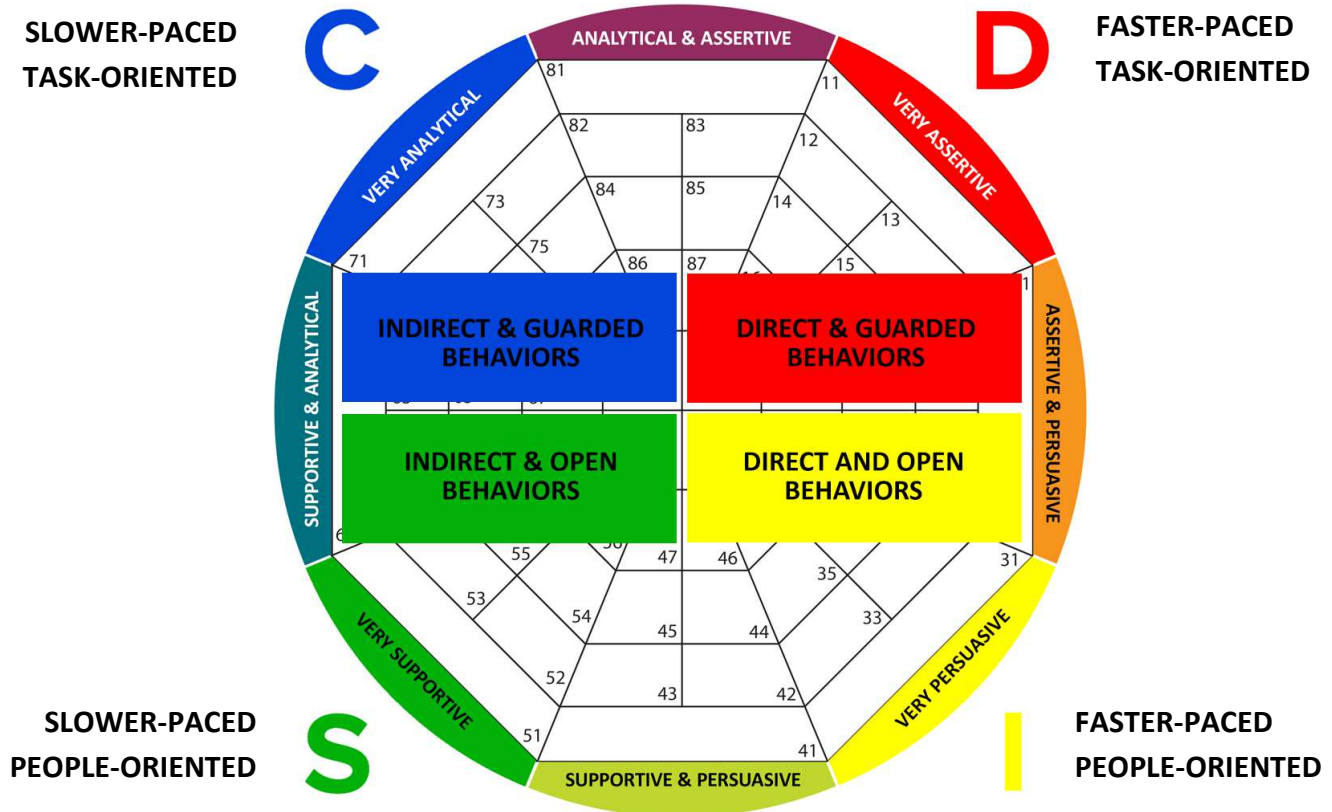 SLOWER-PACED
TASK-ORIENTED
C
ANALYTICAL & ASSERTIVE
D
FASTER-PACED
TASK-ORIENTED
VERY ANALYTICAL
VERY ASSERTIVE
81
11
82
83
12
84
85
14
73
13
75
15
86
87
71
1
SUPPORTIVE & ANALYTICAL
INDIRECT & GUARDED
BEHAVIORS
DIRECT & GUARDED
BEHAVIORS
ASSERTIVE & PERSUASIVE
INDIRECT & OPEN
BEHAVIORS
DIRECT AND OPEN
BEHAVIORS
6
55
47
46
31
35
53
54
45
44
33
52
43
42
51
41
VERY SUPPORTIVE
VERY PERSUASIVE
SLOWER-PACED
PEOPLE-ORIENTED
S
SUPPORTIVE & PERSUASIVE
I
FASTER-PACED
PEOPLE-ORIENTED